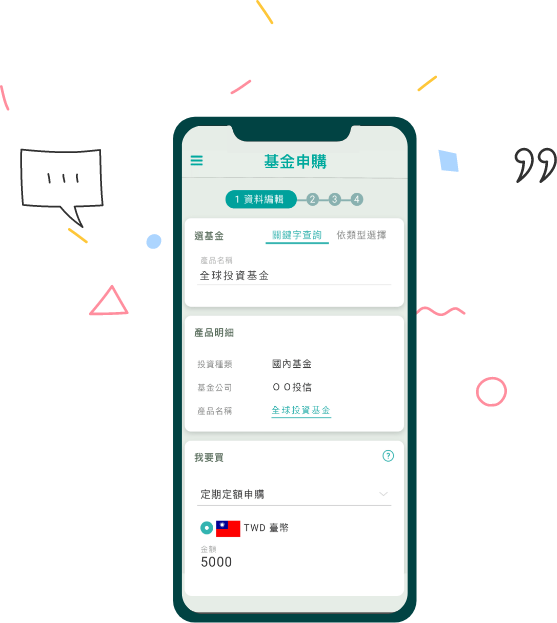 基金申購
1 資料編輯 2 3 4
選基金 關鍵字查詢 依類型選擇
產品名稱
全球投資基金
產品明細
投資種類 國內基金
基金公司 ＯＯ投信
產品名稱 全球投資基金
我要買 ?
定期定額申購
TWD 臺幣
金額
5000